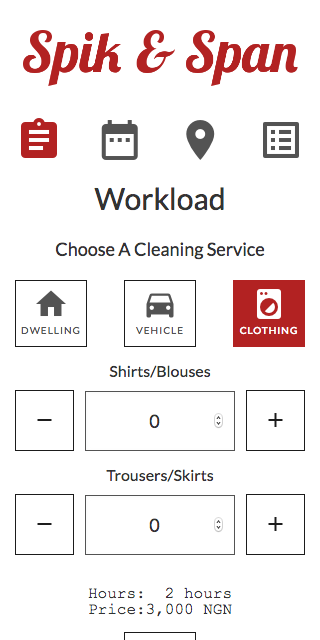 Spik & Span
Workload
Choose A Cleaning Service
DWELLING VEHICLE CLOTHING
Shirts/Blouses
− 0 +
Trousers/Skirts
− 0 +
Hours: 2 hours
Price:3,000 NGN